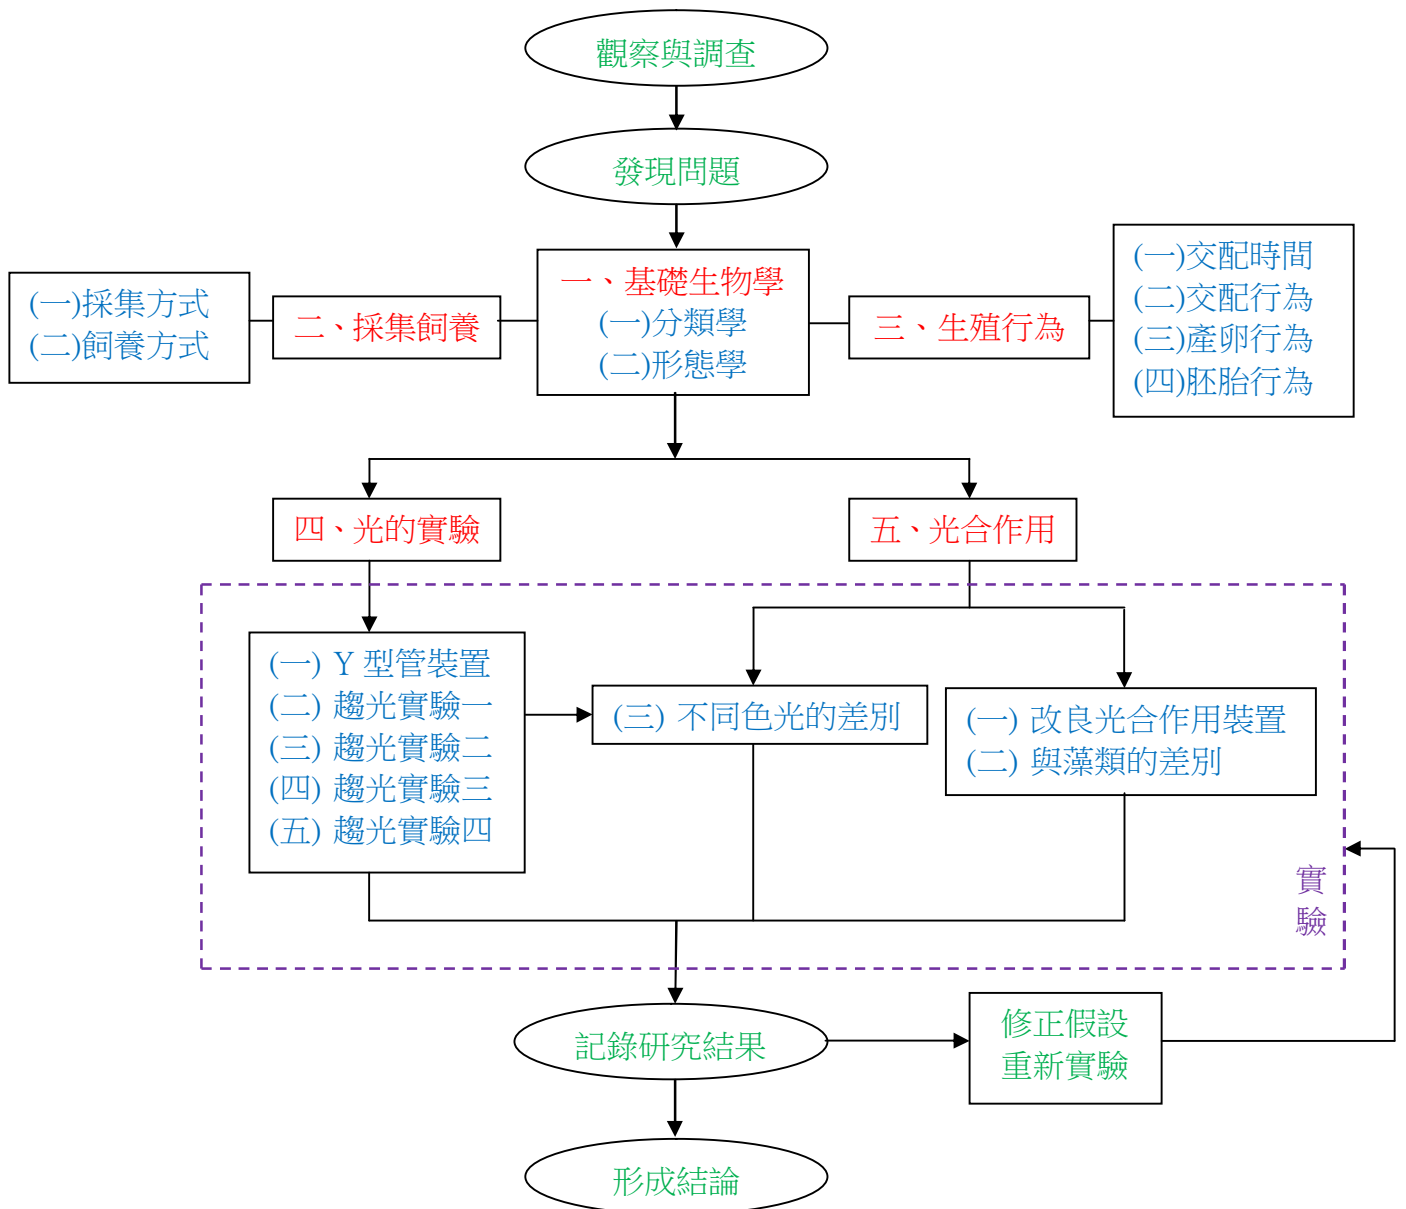 觀察與調查
發現問題
一、基礎生物學
(一)分類學
(二)形態學
(一)採集方式
(二)飼養方式
二、採集飼養
三、生殖行為
(一)交配時間
(二)交配行為
(三)產卵行為
(四)胚胎行為
四、光的實驗
五、光合作用
(一) Y 型管裝置
(二) 趨光實驗一
(三) 趨光實驗二
(四) 趨光實驗三
(五) 趨光實驗四
(三) 不同色光的差別
(一) 改良光合作用裝置
(二) 與藻類的差別
實
驗
記錄研究結果
修正假設
重新實驗
形成結論